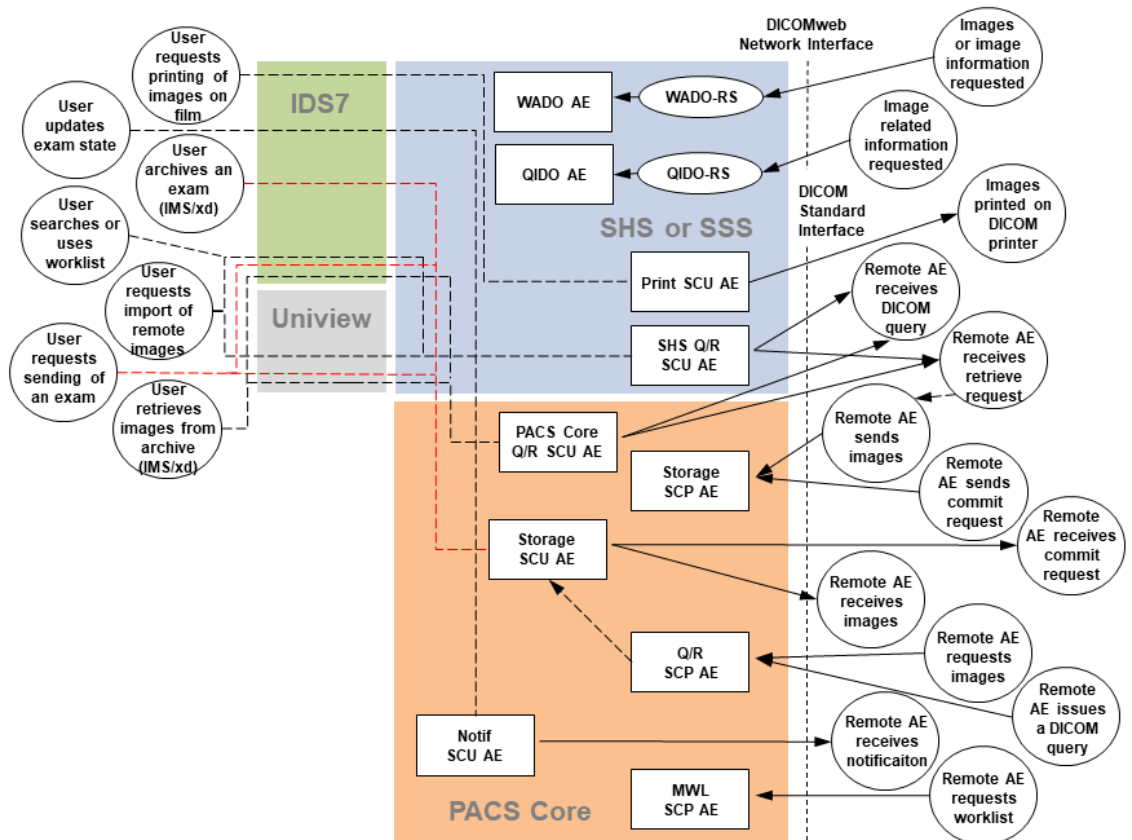 User
requests
printing of
images on
film
User
updates
exam state
User
archives an
exam
(IMS/xd)
User
searches or
uses
worklist
User
requests
import of
remote
images
User
requests
sending of
an exam
User
retrieves
images from
archive
(IMS/xd)
IDS7
Uniview
DICOMweb
Network Interface
WADO AE
WADO-RS
QIDO AE
QIDO-RS
SHS or SSS
DICOM
Standard
Interface
Print SCU AE
SHS Q/R
SCU AE
PACS Core
Q/R SCU AE
Storage
SCP AE
Storage
SCU AE
Q/R
SCP AE
Notif
SCU AE
MWL
SCP AE
PACS Core
Images
or image
information
requested
Image
related
information
requested
Images
printed on
DICOM
printer
Remote AE
receives
DICOM
query
Remote AE
receives
retrieve
request
Remote AE
sends
images
Remote
AE sends
commit
request
Remote
AE receives
commit
request
Remote AE
receives
images
Remote AE
requests
images
Remote
AE issues
a DICOM
query
Remote AE
receives
notificaiton
Remote AE
requests
worklist